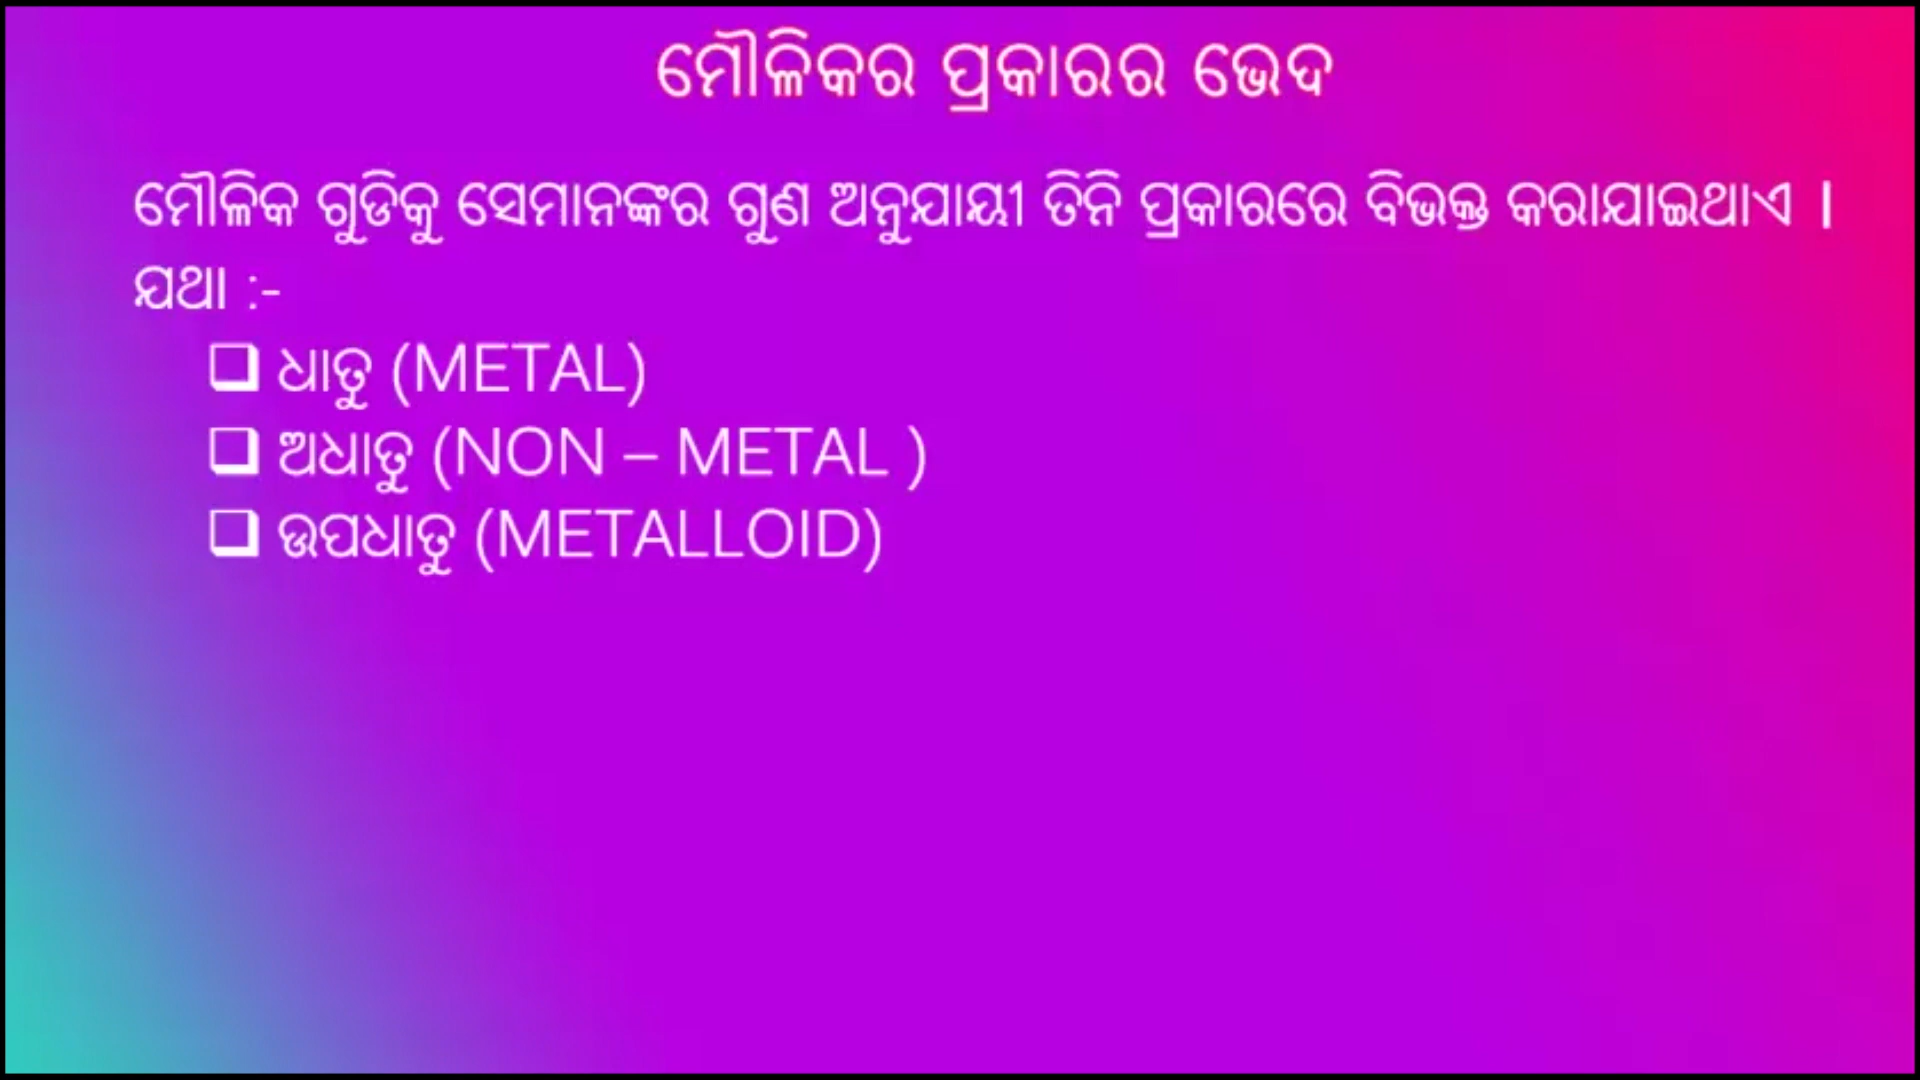 ମୌଳିକର ପ୍ରକାରର ଭେଦ
ମୌଳିକ ଗୁଡିକୁ ସେମାନଙ୍କର ଗୁଣ ଅନୁଯାୟୀ ତିନି ପ୍ରକାରରେ ବିଭକ୍ତ କରାଯାଇଥାଏ |
ଯଥା :-
❑ ଧାତୁ (METAL)
❑ ଅଧାତୁ (NON – METAL )
❑ ଉପଧାତୁ (METALLOID)